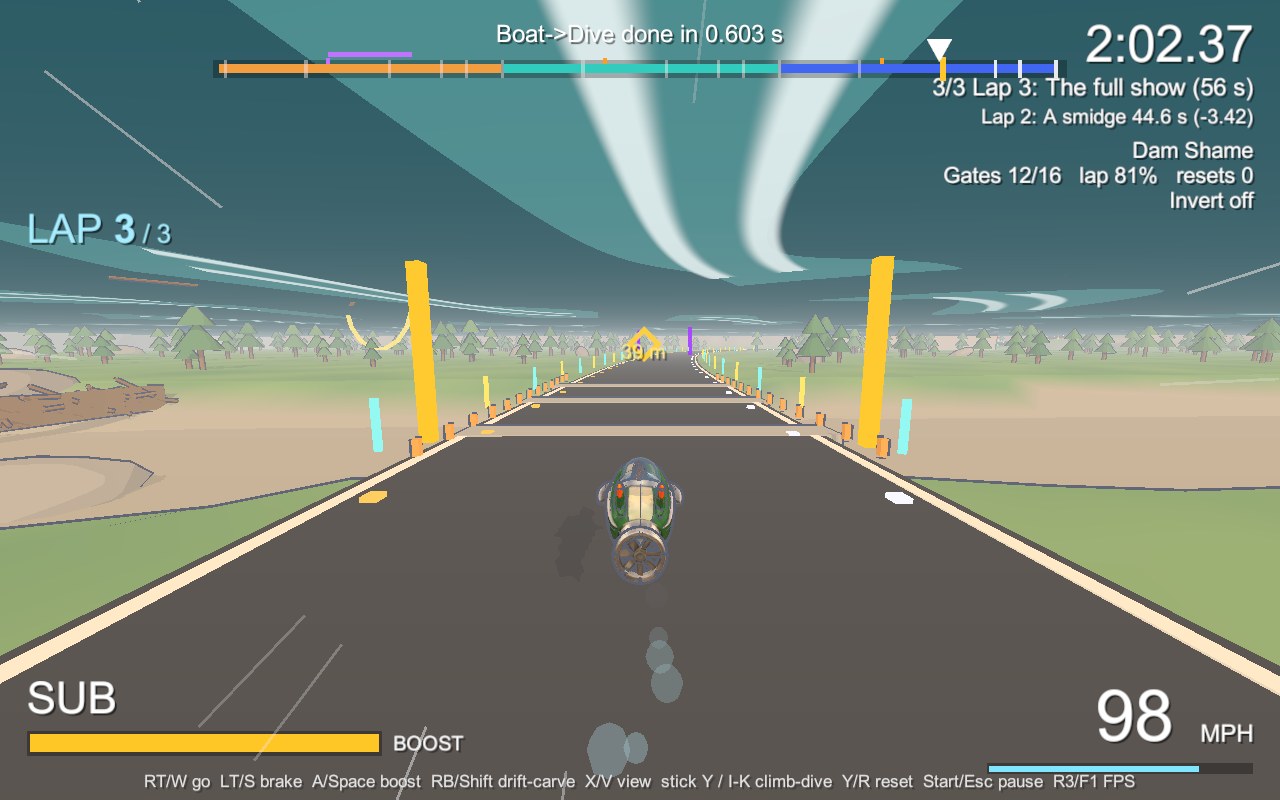 Boat->Dive done in 0.603 s
2:02.37
3/3 Lap 3: The full show (56 s)
Lap 2: A smidge 44.6 s (-3.42)
Dam Shame
Gates 12/16 lap 81% resets 0
Invert off
LAP 3 / 3
39 m
SUB
BOOST
98 MPH
RT/W go LT/S brake A/Space boost RB/Shift drift-carve X/V view stick Y / I-K climb-dive Y/R reset Start/Esc pause R3/F1 FPS